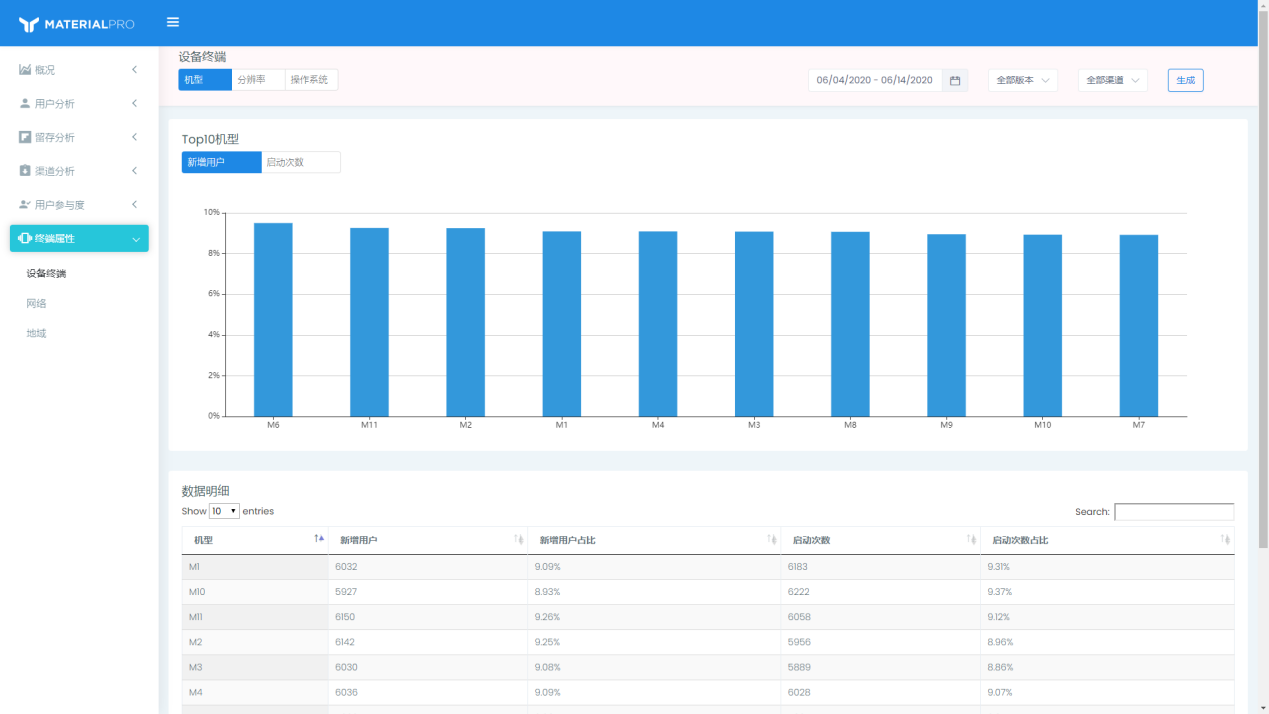 MATERIALPRO
概况
用户分析
留存分析
渠道分析
用户参与度
终端属性
设备终端
网络
地域
设备终端
机型 分辨率 操作系统
06/04/2020 - 06/14/2020 全部版本 全部渠道 生成
Top10机型
新增用户 启动次数
10%
8%
6%
4%
2%
0%
M6 M11 M2 M1 M4 M3 M8 M9 M10 M7
数据明细
Show 10 entries Search:
机型 新增用户 新增用户占比 启动次数 启动次数占比
M1 6032 9.09% 6183 9.31%
M10 5927 8.93% 6222 9.37%
M11 6150 9.26% 6058 9.12%
M2 6142 9.25% 5956 8.96%
M3 6030 9.08% 5889 8.86%
M4 6036 9.09% 6028 9.07%